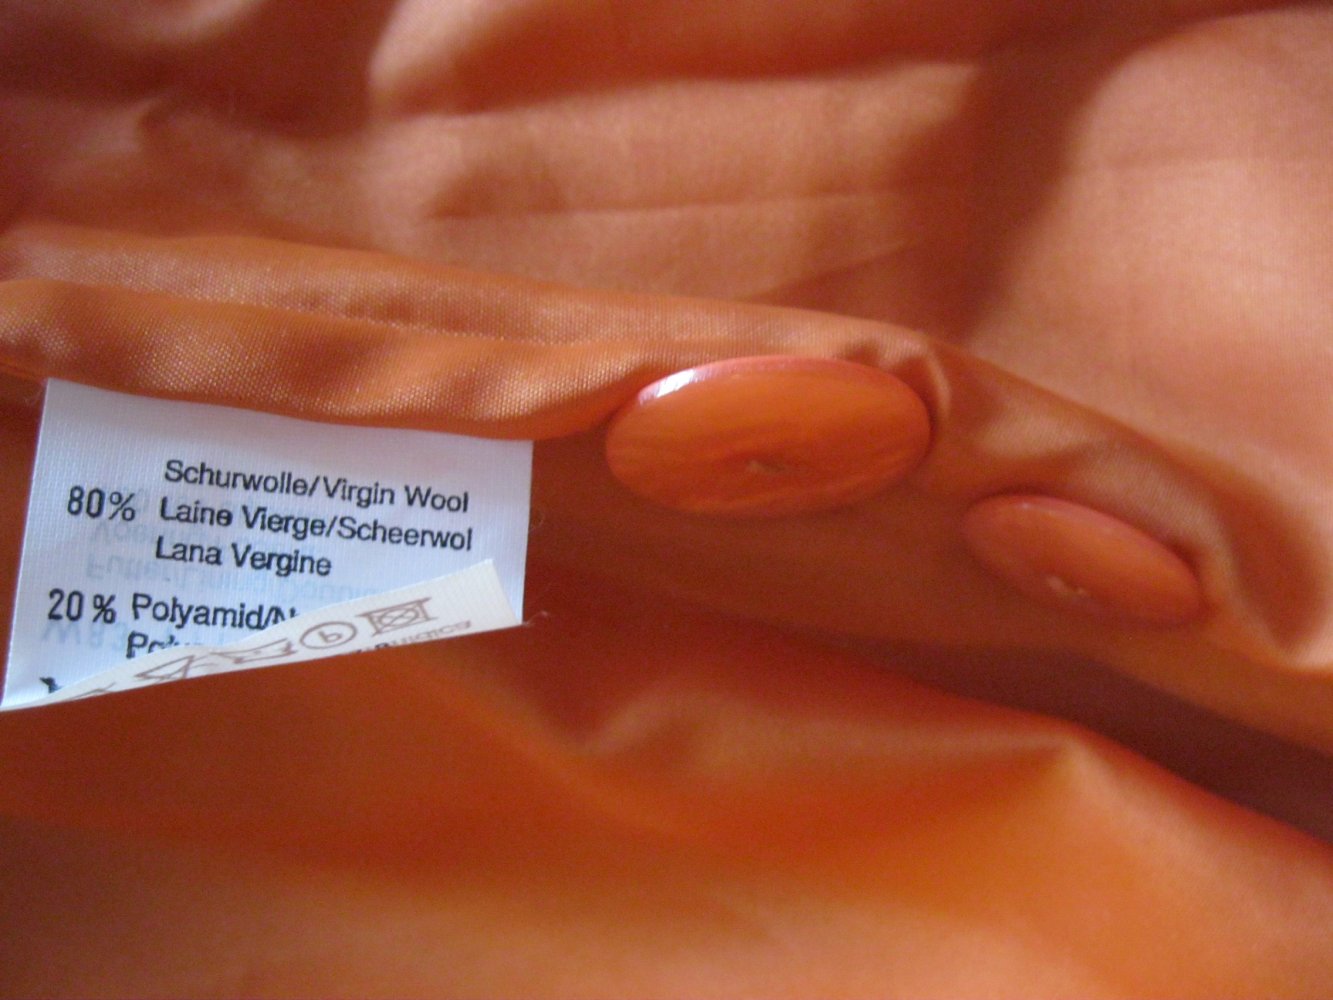 Schurwolle/Virgin Wool
80% Laine Vierge/Scheerwol
Lana Vergine
20% Polyamid/N